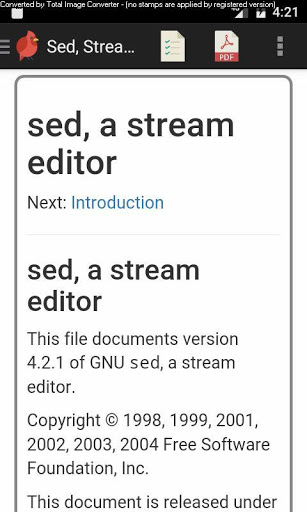 Converted by Total Image Converter - (no stamps are applied by registered version)
4:21
Sed, Strea...
PDF
sed, a stream
editor
Next: Introduction
sed, a stream
editor
This file documents version
4.2.1 of GNU sed, a stream
editor.
Copyright © 1998, 1999, 2001,
2002, 2003, 2004 Free Software
Foundation, Inc.
This document is released under